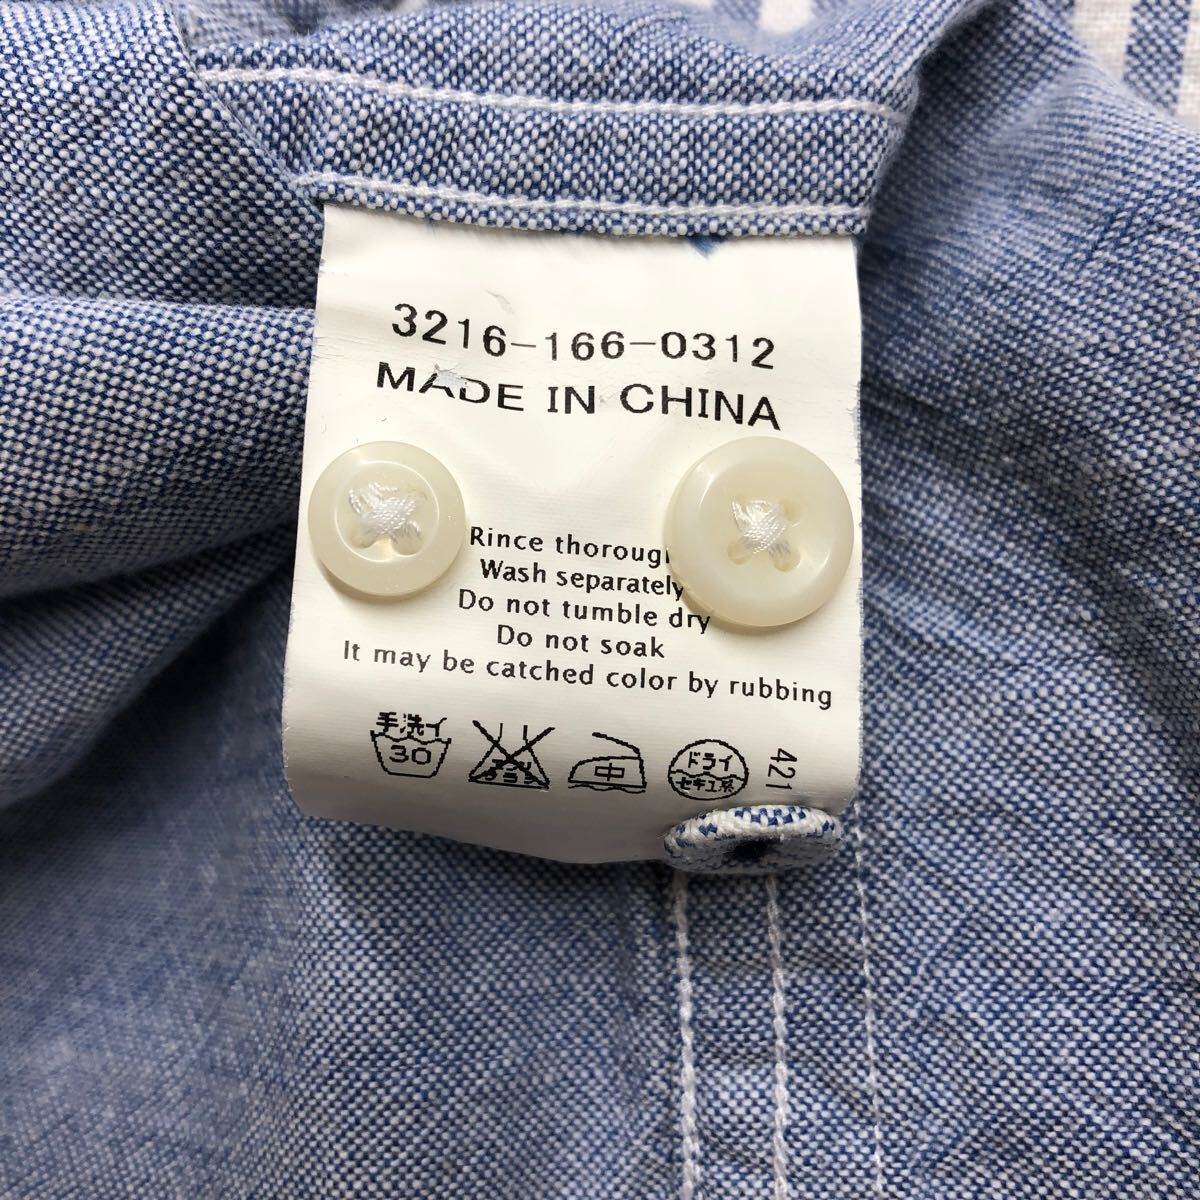 3216-166-0312
MADE IN CHINA
Rince
Wash separately
Do not tumble dry
Do not soak
It may be catched color by rubbing
手洗イ
30
中
ドライ
セキユ系
421